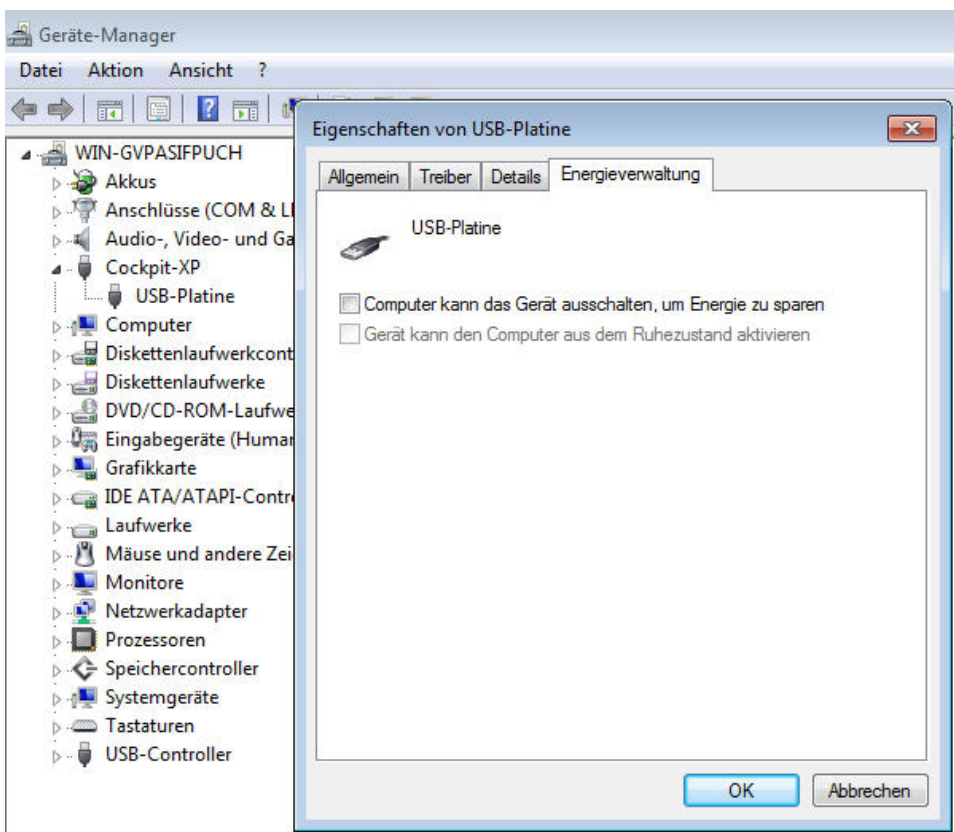 Geräte-Manager
Datei Aktion Ansicht ?
WIN-GVPASIFPUCH
Akkus
Anschlüsse (COM & L
Audio-, Video- und Ga
Cockpit-XP
USB-Platine
Computer
Diskettenlaufwerkcont
Diskettenlaufwerke
DVD/CD-ROM-Laufwe
Eingabegeräte (Humar
Grafikkarte
IDE ATA/ATAPI-Contr
Laufwerke
Mäuse und andere Zei
Monitore
Netzwerkadapter
Prozessoren
Speichercontroller
Systemgeräte
Tastaturen
USB-Controller
Eigenschaften von USB-Platine
Allgemein Treiber Details Energieverwaltung
USB-Platine
Computer kann das Gerät ausschalten, um Energie zu sparen
Gerät kann den Computer aus dem Ruhezustand aktivieren
OK Abbrechen